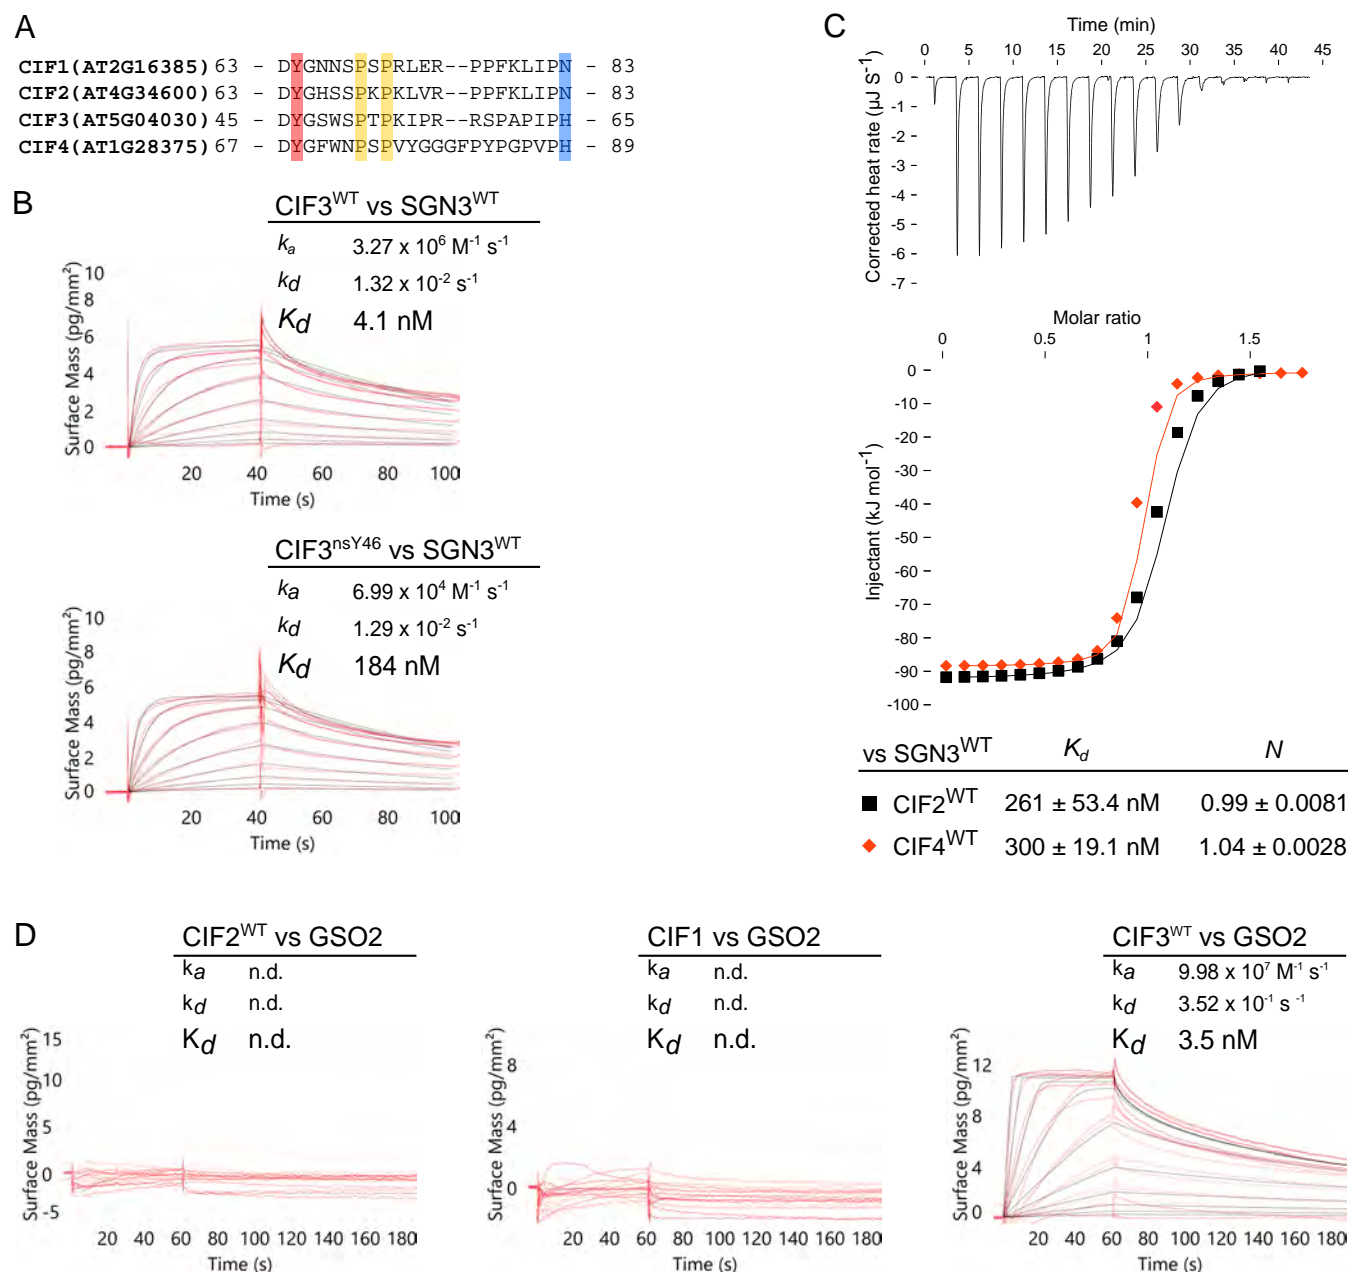 A
CIF1(AT2G16385) 63 - DYGNNSPSPRLER--PPFKLIPN - 83
CIF2(AT4G34600) 63 - DYGHSSPKPKLVR--PPFKLIPN - 83
CIF3(AT5G04030) 45 - DYGSWSPTPKIPR--RSPAPIPH - 65
CIF4(AT1G28375) 67 - DYGFWNPSPVYGGGFPYPGPVPH - 89
B
CIF3WT vs SGN3WT
ka 3.27 x 10^6 M-1 s-1
kd 1.32 x 10-2 s-1
Kd 4.1 nM
Surface Mass (pg/mm²)
10
8
6
4
2
0
20 40 60 80 100
Time (s)
CIF3nsY46 vs SGN3WT
ka 6.99 x 10^4 M-1 s-1
kd 1.29 x 10-2 s-1
Kd 184 nM
Surface Mass (pg/mm²)
10
8
6
4
2
0
20 40 60 80 100
Time (s)
C
Time (min)
0 5 10 15 20 25 30 35 40 45
Corrected heat rate (µJ s-1)
0
-1
-2
-3
-4
-5
-6
-7
Molar ratio
0 0.5 1 1.5
Injectant (kJ mol-1)
0
-10
-20
-30
-40
-50
-60
-70
-80
-90
-100
vs SGN3WT Kd N
CIF2WT 261 ± 53.4 nM 0.99 ± 0.0081
CIF4WT 300 ± 19.1 nM 1.04 ± 0.0028
D
CIF2WT vs GSO2
ka n.d.
kd n.d.
Kd n.d.
Surface Mass (pg/mm²)
15
10
5
0
-5
20 40 60 80 100 120 140 160 180
Time (s)
CIF1 vs GSO2
ka n.d.
kd n.d.
Kd n.d.
Surface Mass (pg/mm²)
8
4
0
20 40 60 80 100 120 140 160 180
Time (s)
CIF3WT vs GSO2
ka 9.98 x 10^7 M-1 s-1
kd 3.52 x 10-1 s-1
Kd 3.5 nM
Surface Mass (pg/mm²)
12
8
4
0
20 40 60 80 100 120 140 160 180
Time (s)